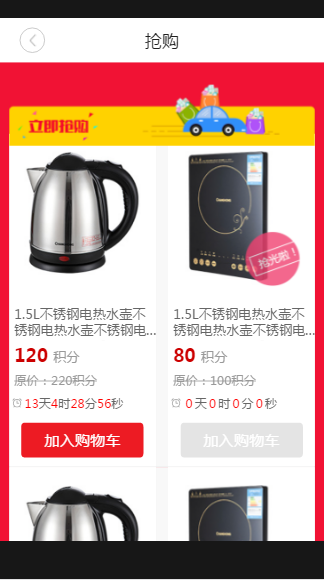 抢购
立即抢购
抢光啦！
1.5L不锈钢电热水壶不
锈钢电热水壶不锈钢电...
120 积分
原价：220积分
13天4时28分56秒
加入购物车
1.5L不锈钢电热水壶不
锈钢电热水壶不锈钢电...
80 积分
原价：100积分
0天0时0分0秒
加入购物车